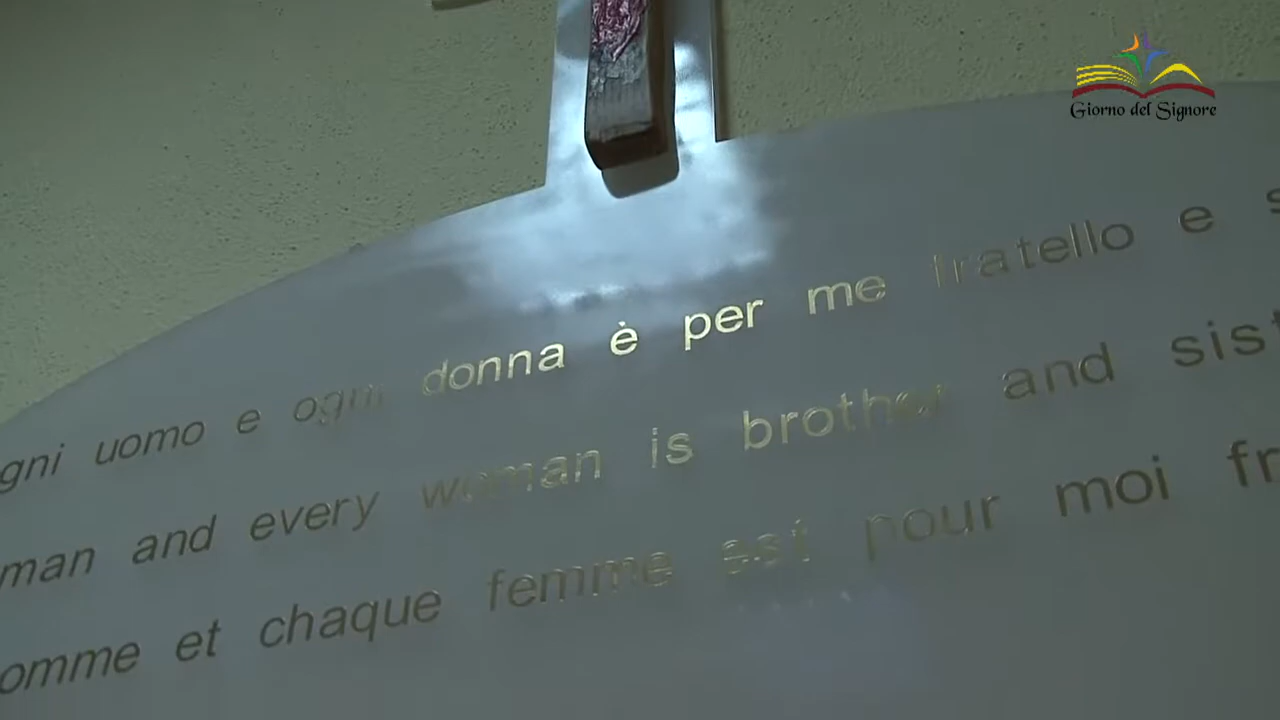 Giorno del Signore
gni uomo e ogni donna è per me fratello e s
man and every woman is brother and sist
omme et chaque femme est pour moi fr